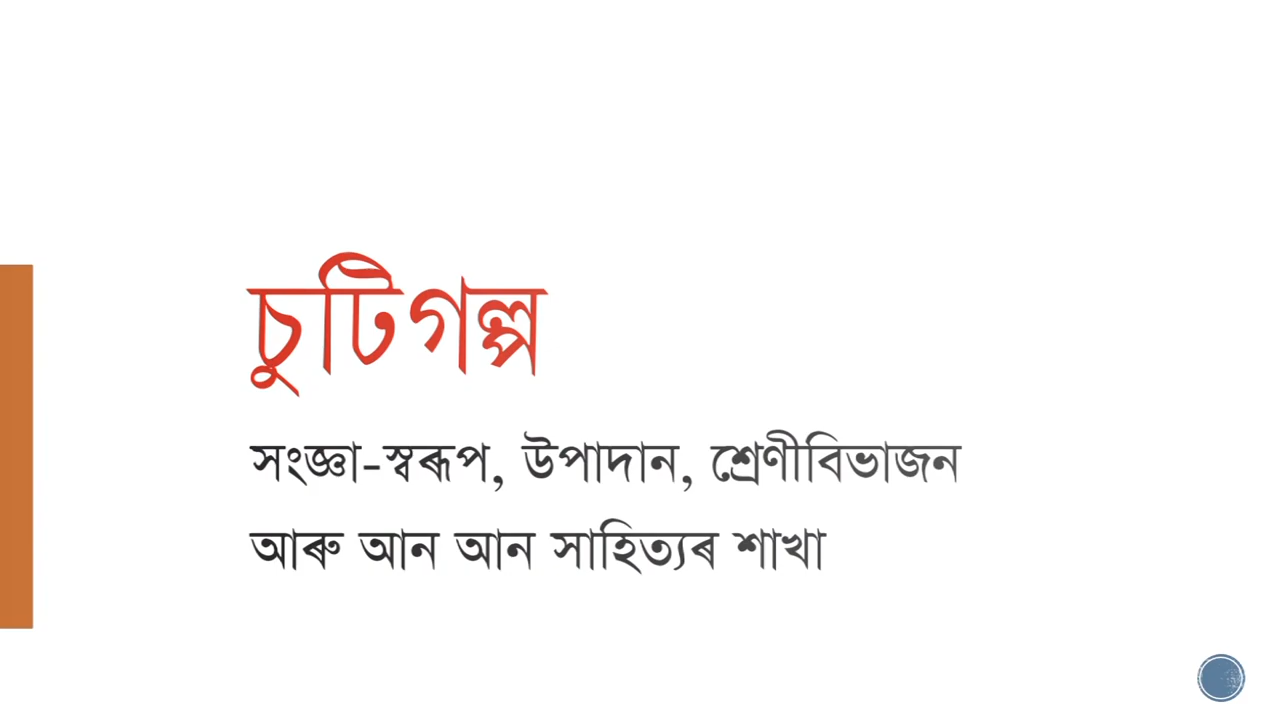 চুটিগল্প
সংজ্ঞা-স্বৰূপ, উপাদান, শ্ৰেণীবিভাজন
আৰু আন আন সাহিত্যৰ শাখা